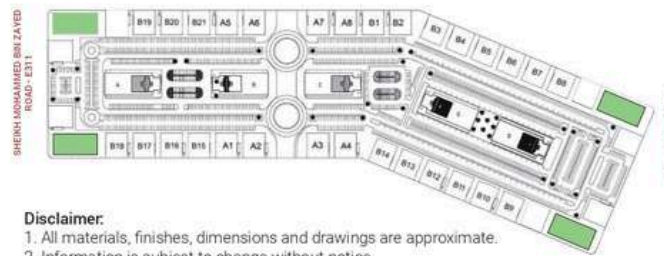 SHEIKH MOHAMMED BIN ZAYED
ROAD - E311
B19 B20 B21 A5 A6 A7 A8 B1 B2
B3 B4 B5 B6 B7 B8
B18 B17 B16 B15 A1 A2 A3 A4
B14 B13 B12 B11 B10 B9
Disclaimer:
1. All materials, finishes, dimensions and drawings are approximate.
2. Information is subject to change without notice